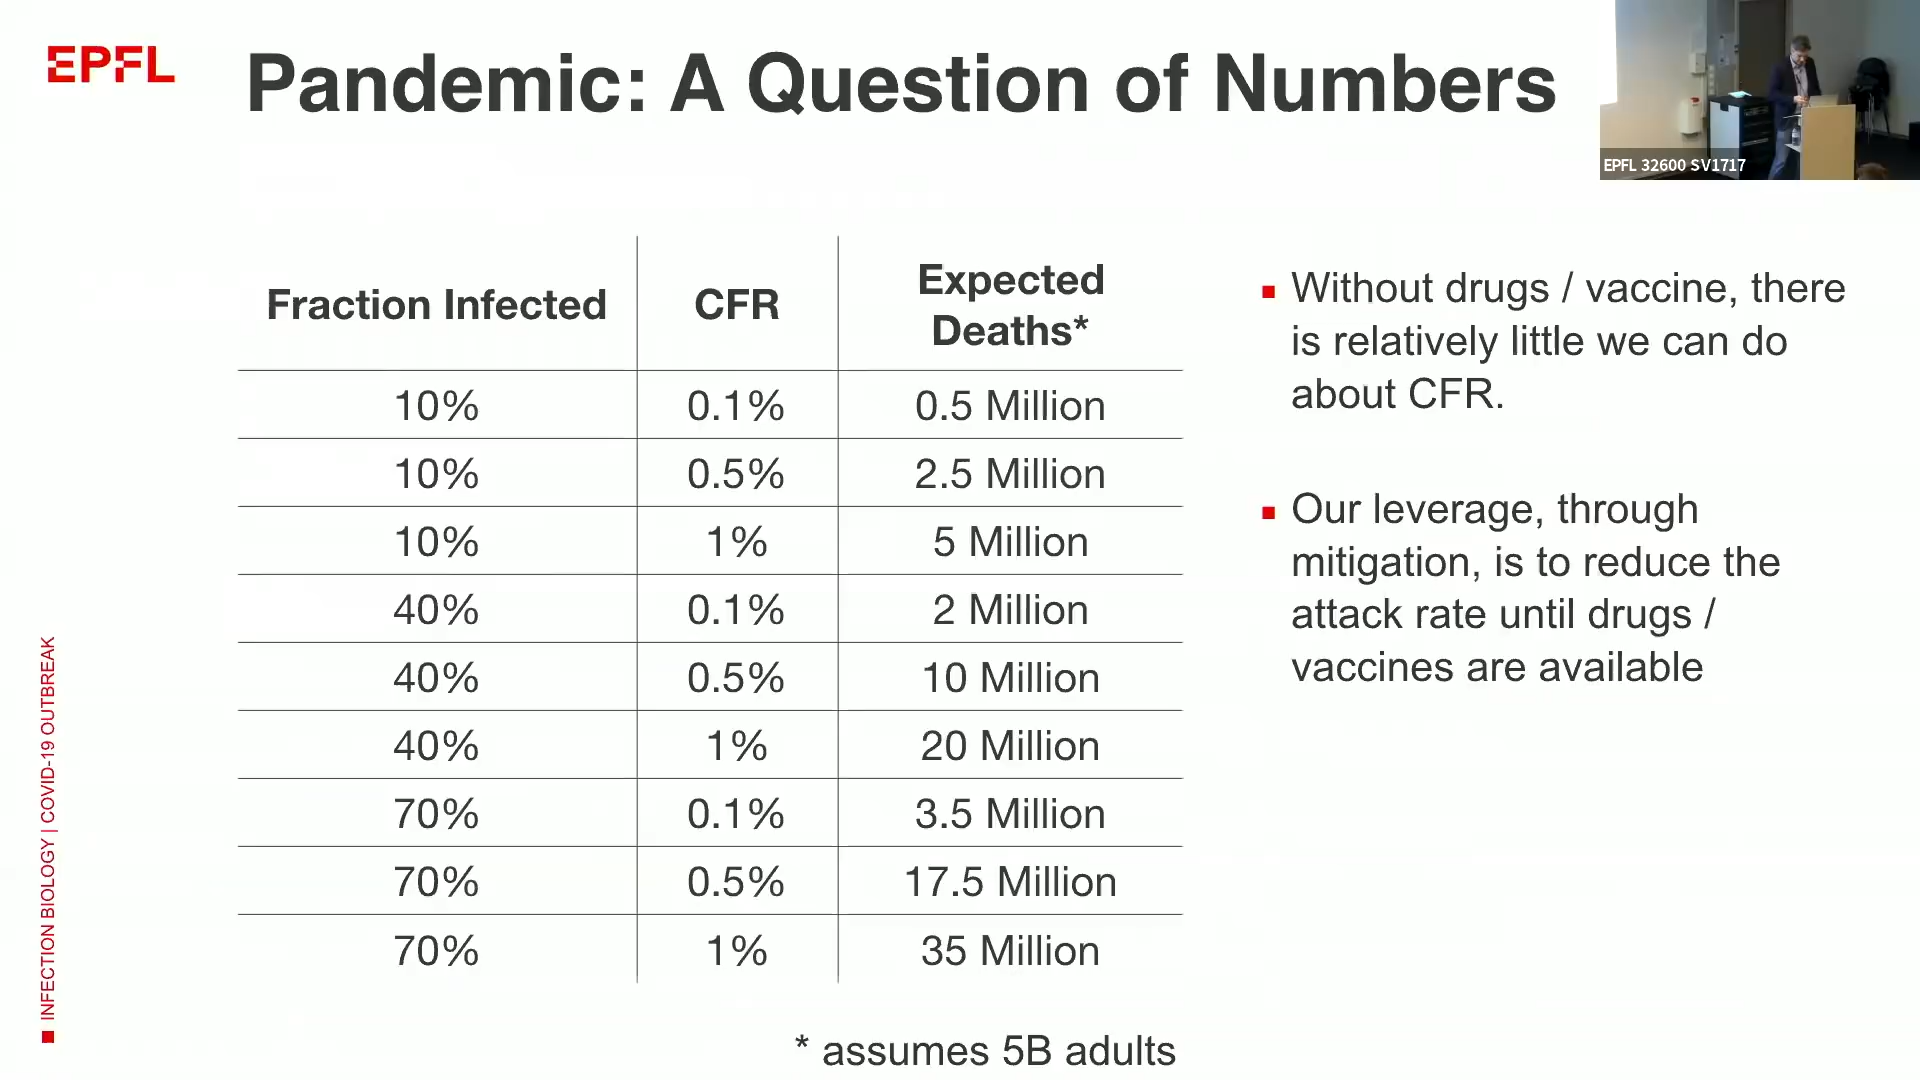 EPFL
Pandemic: A Question of Numbers
EPFL 32600 SV1717
Fraction Infected CFR Expected Deaths*
10% 0.1% 0.5 Million
10% 0.5% 2.5 Million
10% 1% 5 Million
40% 0.1% 2 Million
40% 0.5% 10 Million
40% 1% 20 Million
70% 0.1% 3.5 Million
70% 0.5% 17.5 Million
70% 1% 35 Million
* assumes 5B adults
Without drugs / vaccine, there
is relatively little we can do
about CFR.
Our leverage, through
mitigation, is to reduce the
attack rate until drugs /
vaccines are available
INFECTION BIOLOGY | COVID-19 OUTBREAK